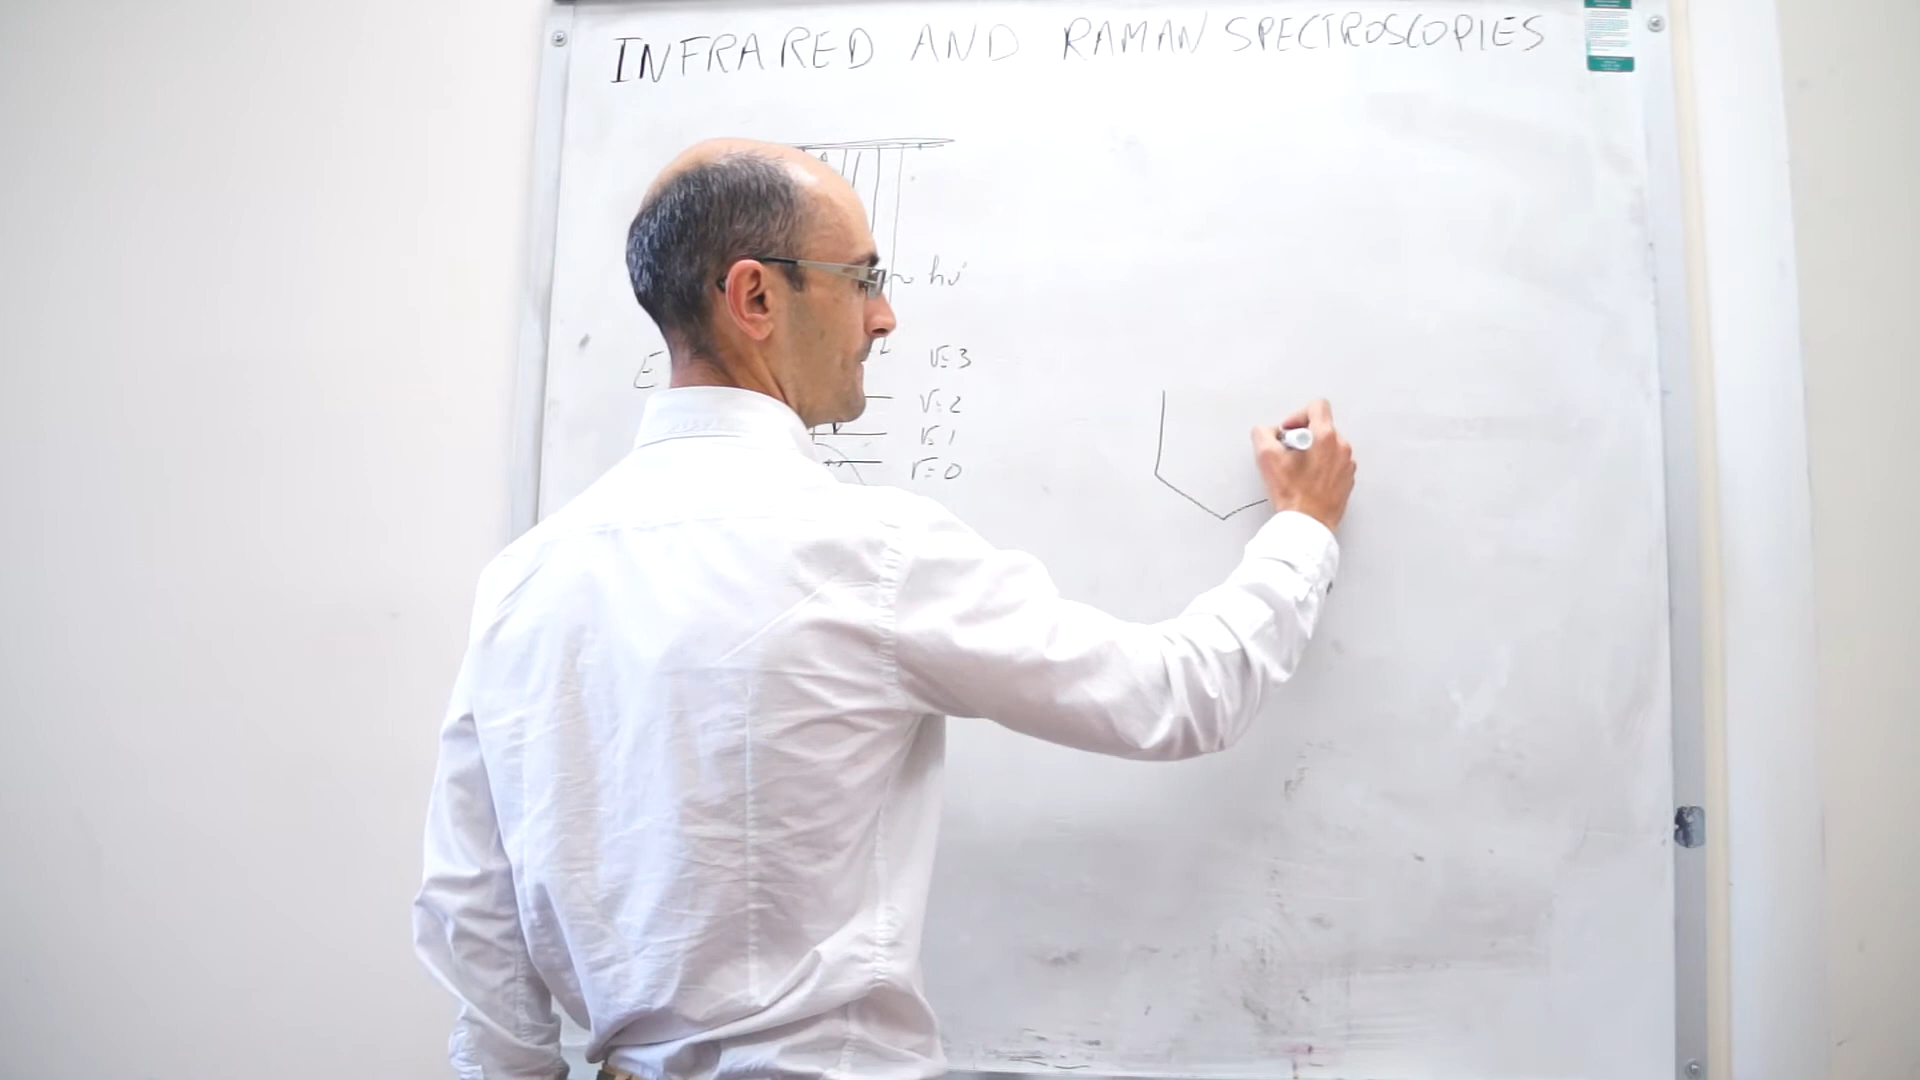 INFRARED AND RAMAN SPECTROSCOPIES
hν'
E
v=3
v=2
v=1
v=0